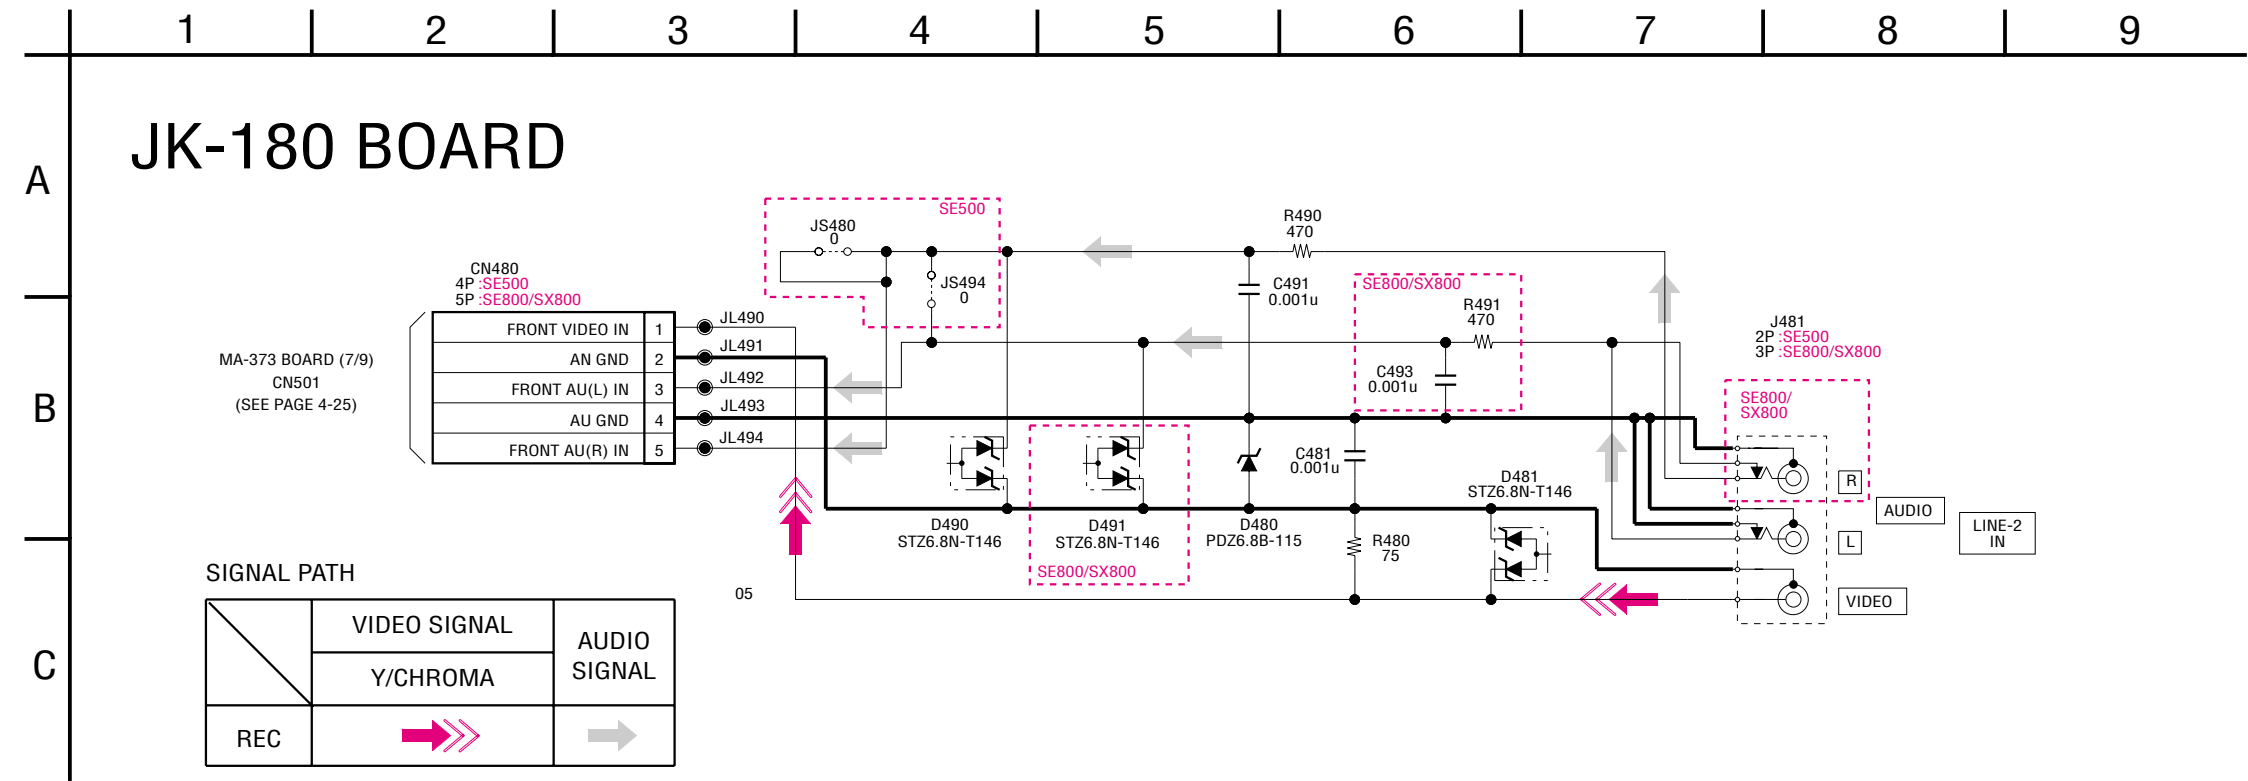 1 2 3 4 5 6 7 8 9
A
JK-180 BOARD
SE500
JS480
0
JS494
0
R490
470
C491
0.001u
SE800/SX800
R491
470
C493
0.001u
CN480
4P :SE500
5P :SE800/SX800
B
MA-373 BOARD (7/9)
CN501
(SEE PAGE 4-25)
FRONT VIDEO IN 1 JL490
AN GND 2 JL491
FRONT AU(L) IN 3 JL492
AU GND 4 JL493
FRONT AU(R) IN 5 JL494
J481
2P :SE500
3P :SE800/SX800
SE800/
SX800
C481
0.001u
D481
STZ6.8N-T146
D490
STZ6.8N-T146
D491
STZ6.8N-T146
SE800/SX800
D480
PDZ6.8B-115
R480
75
R
L
AUDIO
LINE-2
IN
VIDEO
05
C
SIGNAL PATH
VIDEO SIGNAL
Y/CHROMA
AUDIO
SIGNAL
REC